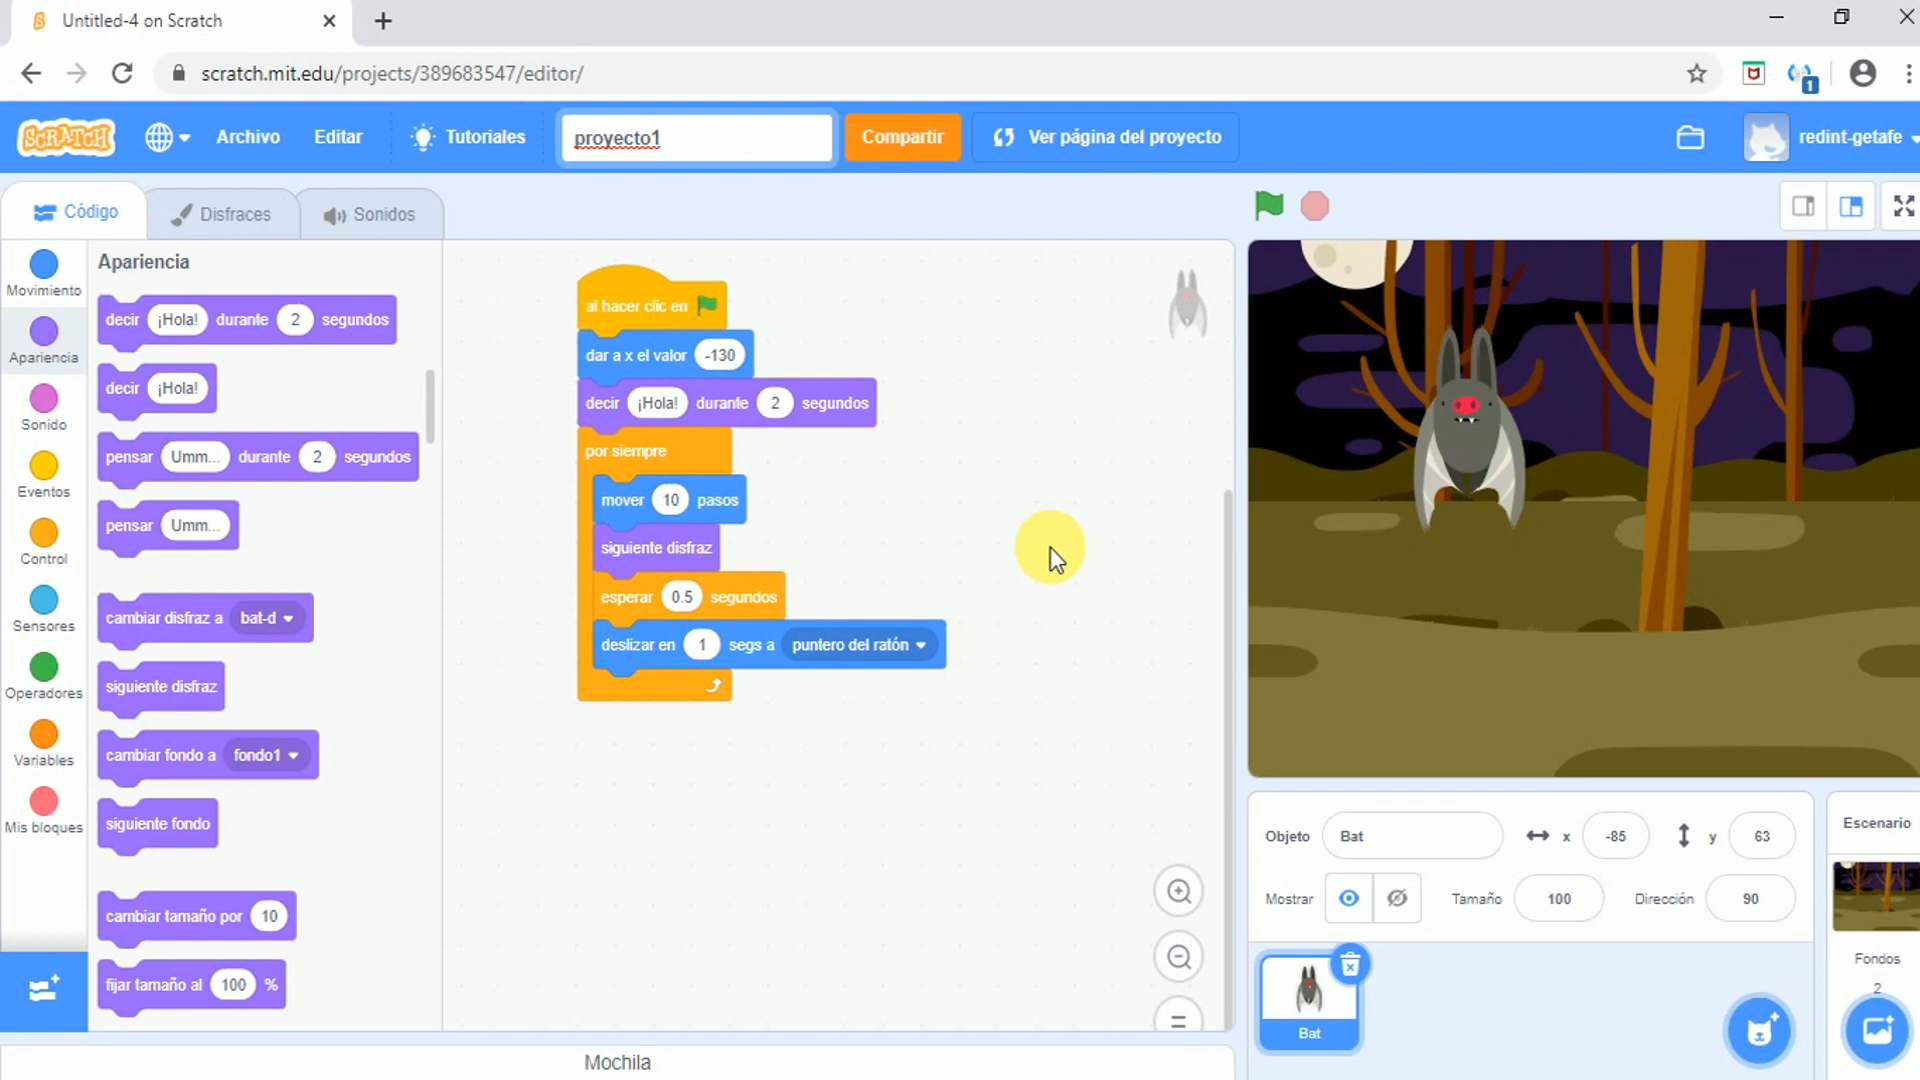 Untitled-4 on Scratch
scratch.mit.edu/projects/389683547/editor/
1
SCRATCH
Archivo
Editar
Tutoriales
proyecto1
Compartir
Ver página del proyecto
redint-getafe
Código
Disfraces
Sonidos
Movimiento
Apariencia
Sonido
Eventos
Control
Sensores
Operadores
Variables
Mis bloques
Apariencia
decir ¡Hola! durante 2 segundos
decir ¡Hola!
pensar Umm... durante 2 segundos
pensar Umm...
cambiar disfraz a bat-d
siguiente disfraz
cambiar fondo a fondo1
siguiente fondo
cambiar tamaño por 10
fijar tamaño al 100 %
al hacer clic en
dar a x el valor -130
decir ¡Hola! durante 2 segundos
por siempre
mover 10 pasos
siguiente disfraz
esperar 0.5 segundos
deslizar en 1 segs a puntero del ratón
Mochila
Objeto Bat x -85 y 63
Mostrar Tamaño 100 Dirección 90
Bat
Escenario
Fondos
2